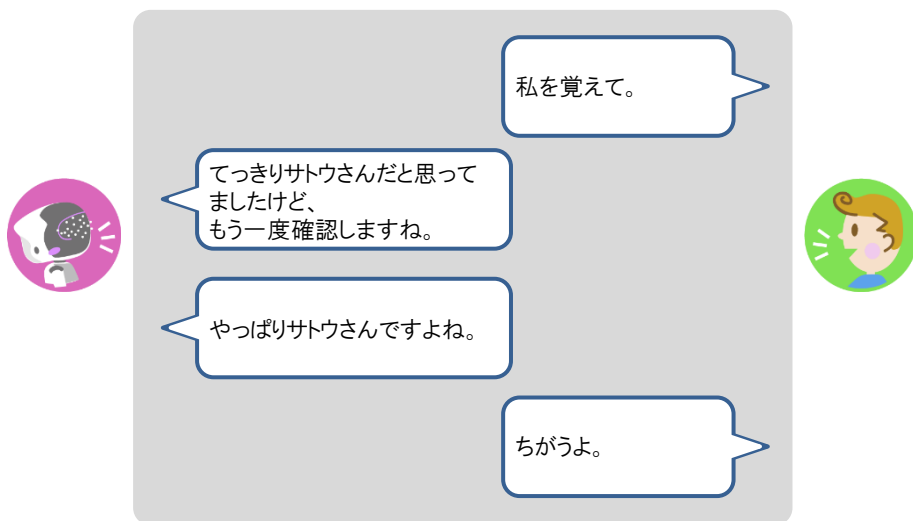 私を覚えて。
てっきりサトウさんだと思って
ましたけど、
もう一度確認しますね。
やっぱりサトウさんですよね。
ちがうよ。